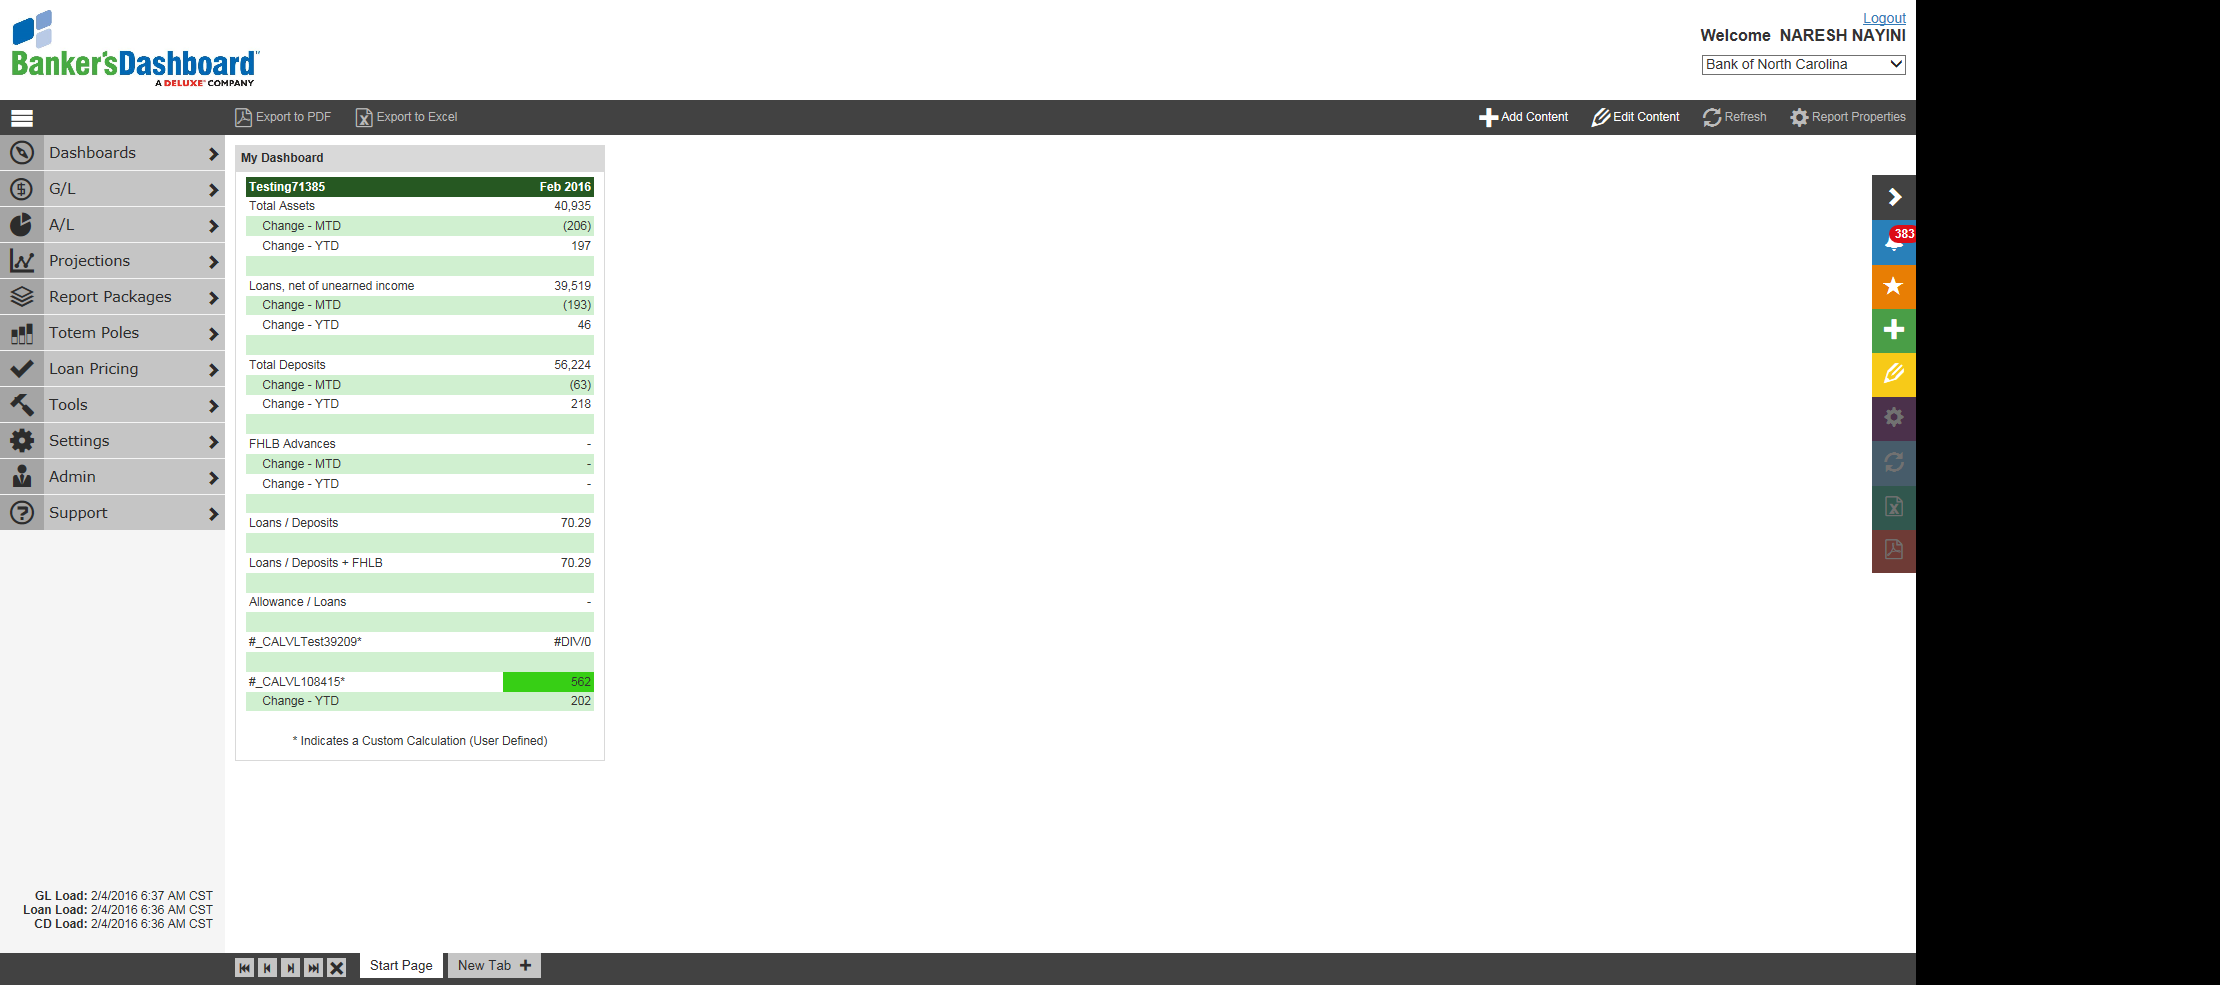 Banker'sDashboard
A DELUXE COMPANY
Logout
Welcome NARESH NAYINI
Bank of North Carolina
Export to PDF Export to Excel Add Content Edit Content Refresh Report Properties
Dashboards
G/L
A/L
Projections
Report Packages
Totem Poles
Loan Pricing
Tools
Settings
Admin
Support
My Dashboard
Testing71385 Feb 2016
Total Assets 40,935
Change - MTD (206)
Change - YTD 197
Loans, net of unearned income 39,519
Change - MTD (193)
Change - YTD 46
Total Deposits 56,224
Change - MTD (63)
Change - YTD 218
FHLB Advances -
Change - MTD -
Change - YTD -
Loans / Deposits 70.29
Loans / Deposits + FHLB 70.29
Allowance / Loans -
#_CALVLTest39209* #DIV/0
#_CALVL108415* 562
Change - YTD 202
* Indicates a Custom Calculation (User Defined)
383
GL Load: 2/4/2016 6:37 AM CST
Loan Load: 2/4/2016 6:36 AM CST
CD Load: 2/4/2016 6:36 AM CST
Start Page New Tab